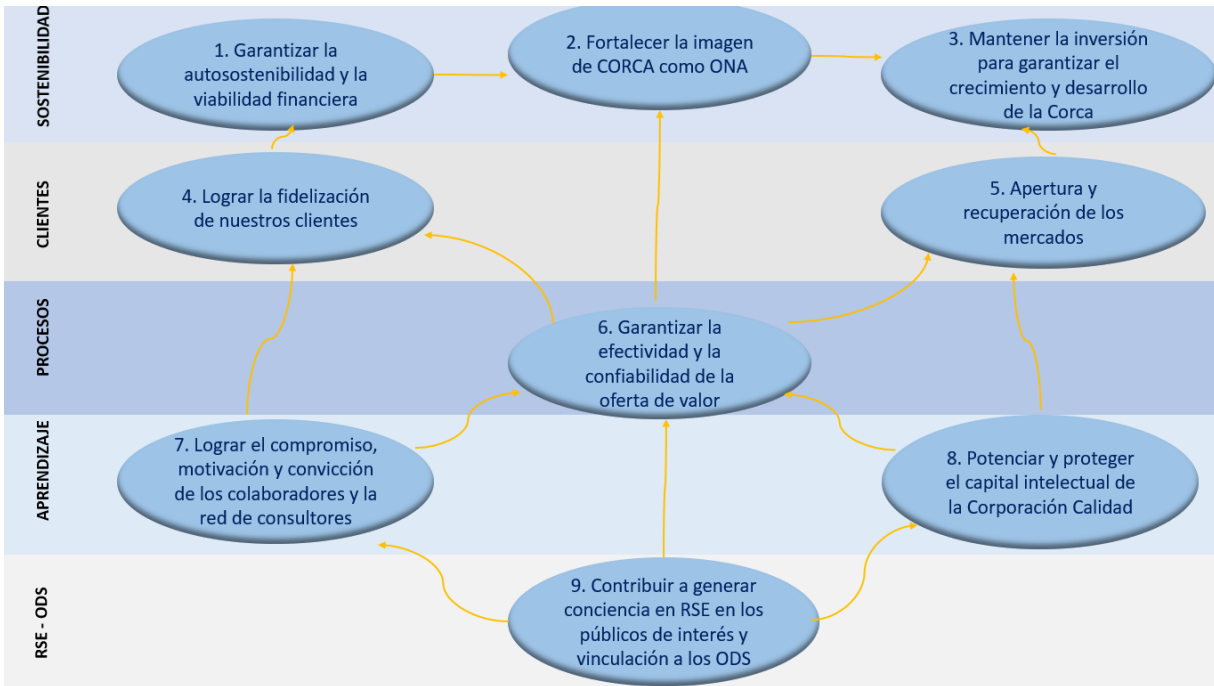 SOSTENIBILIDAD
1. Garantizar la
autosostenibilidad y la
viabilidad financiera
2. Fortalecer la imagen
de CORCA como ONA
3. Mantener la inversión
para garantizar el
crecimiento y desarrollo
de la Corca
CLIENTES
4. Lograr la fidelización
de nuestros clientes
5. Apertura y
recuperación de los
mercados
PROCESOS
6. Garantizar la
efectividad y la
confiabilidad de la
oferta de valor
APRENDIZAJE
7. Lograr el compromiso,
motivación y convicción
de los colaboradores y la
red de consultores
8. Potenciar y proteger
el capital intelectual de
la Corporación Calidad
RSE - ODS
9. Contribuir a generar
conciencia en RSE en los
públicos de interés y
vinculación a los ODS